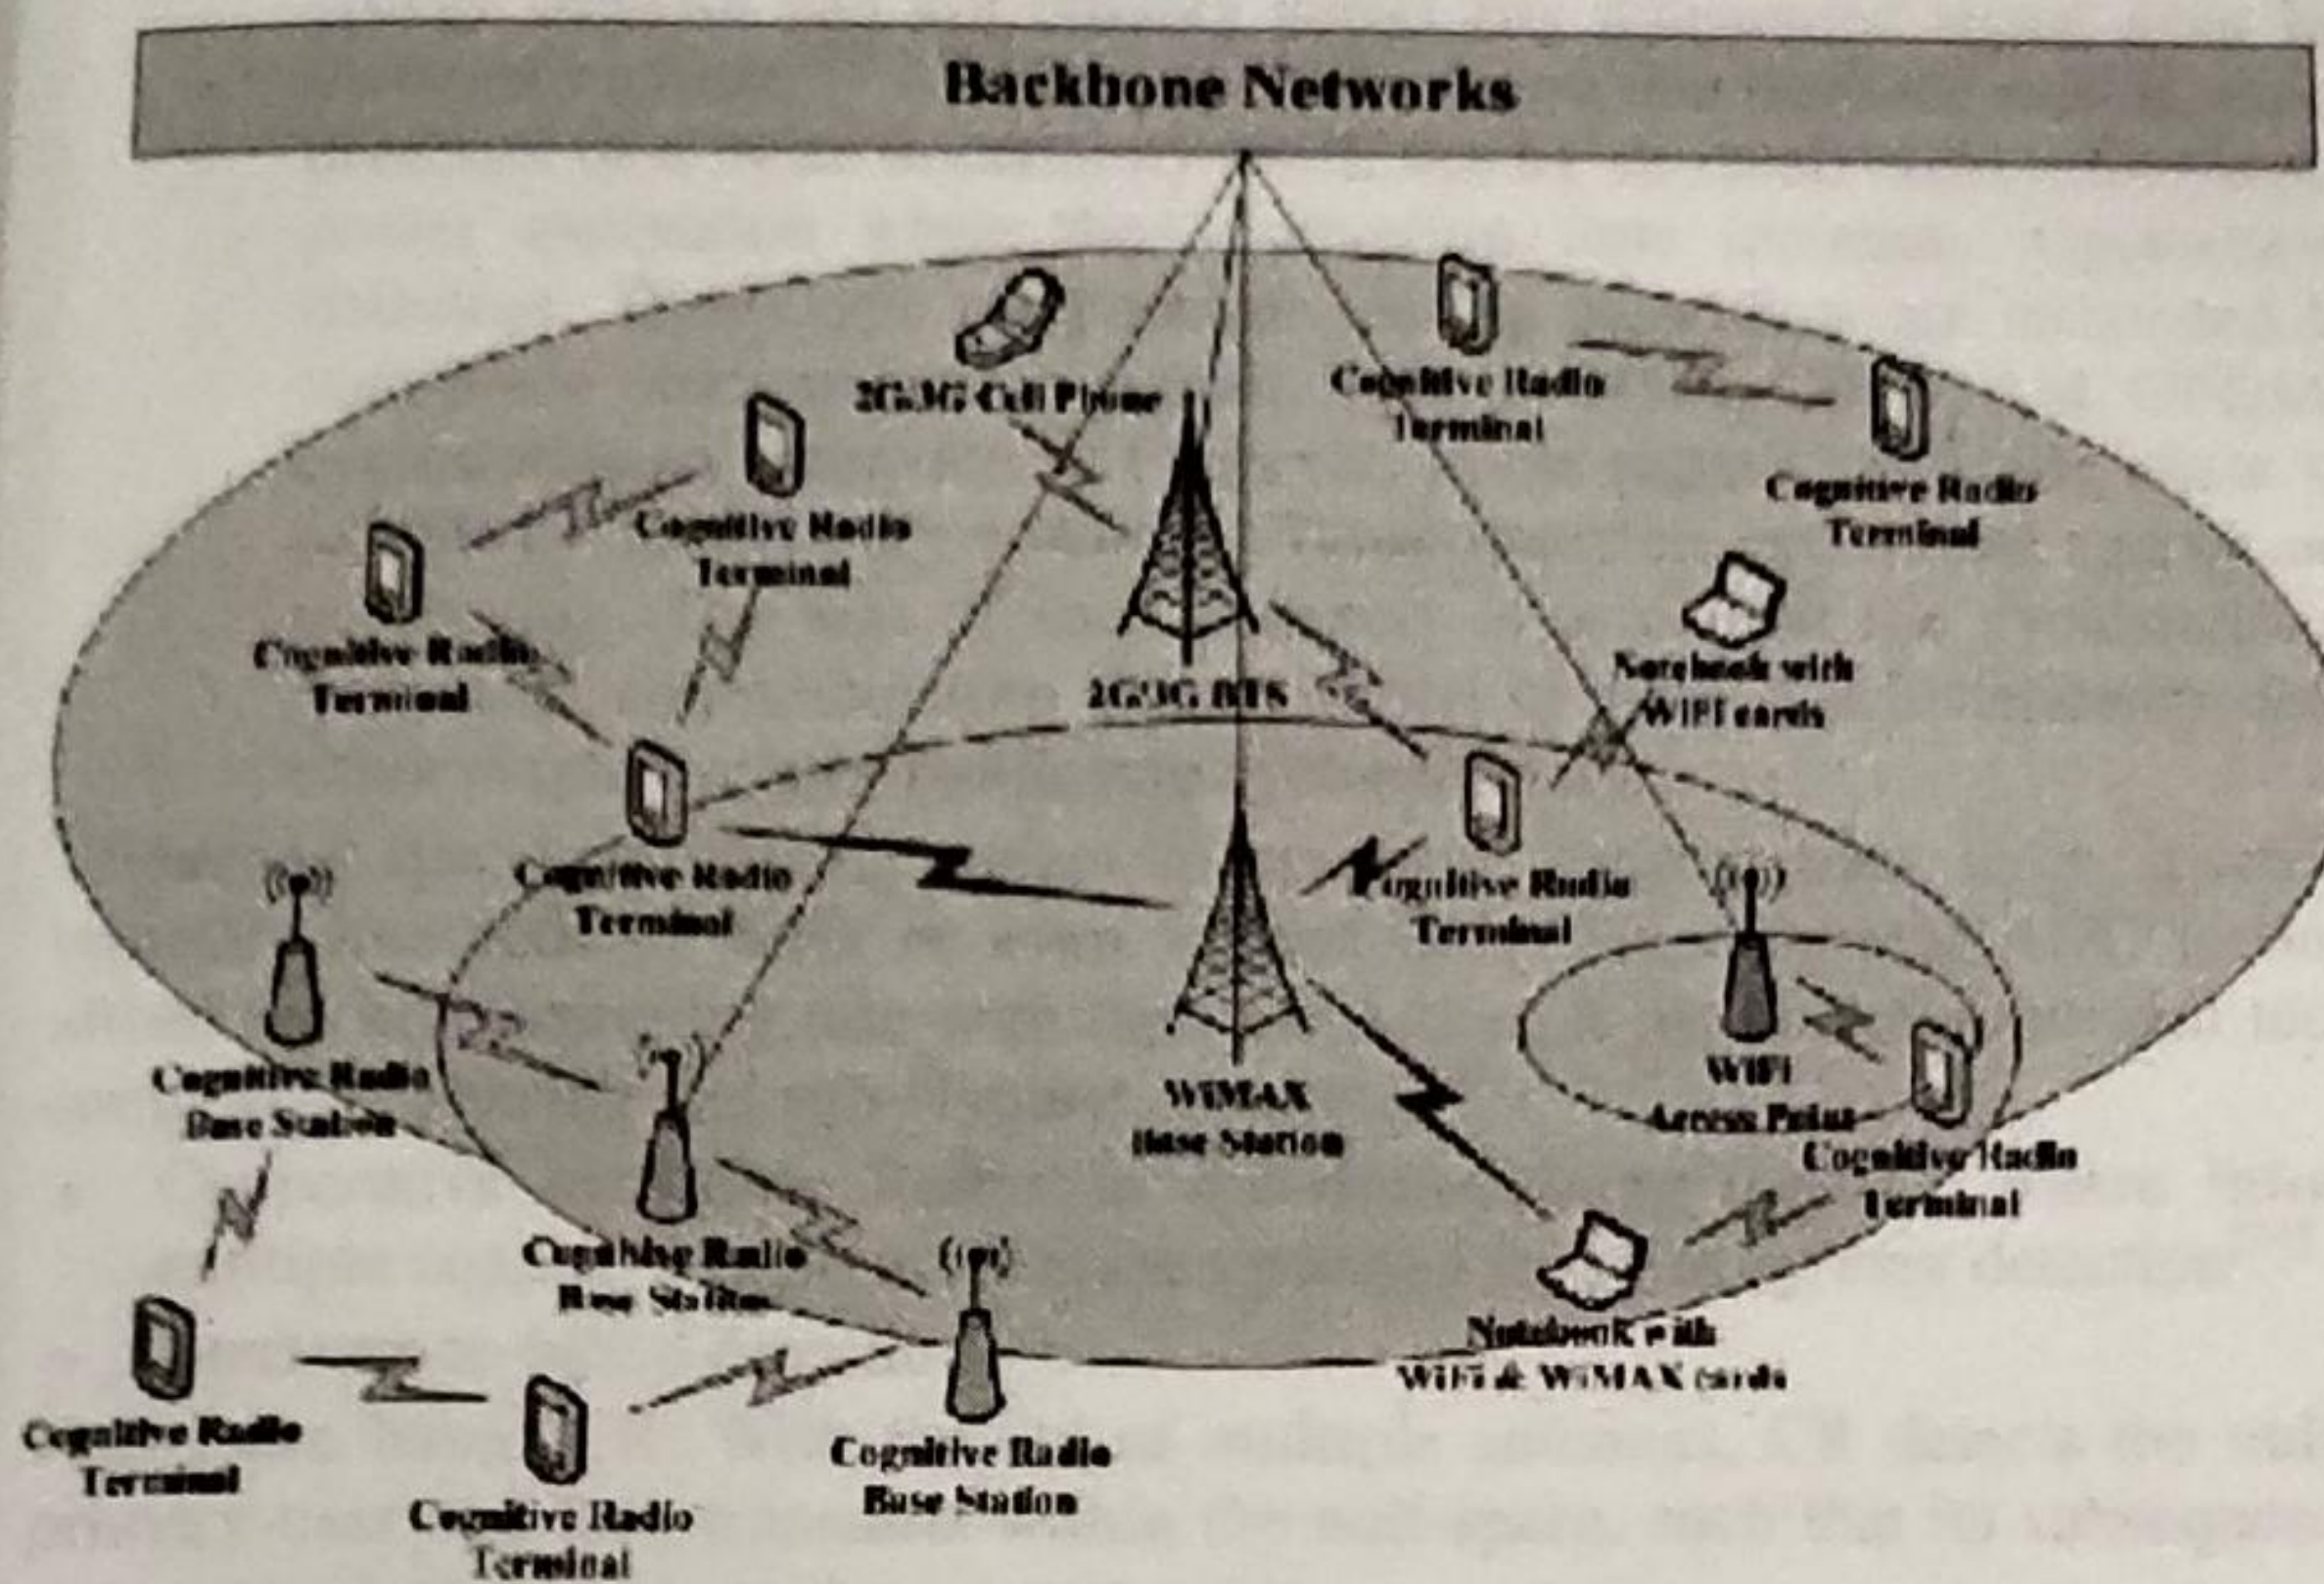 Backbone Networks
2G/3G Cell Phone
Cognitive Radio
Terminal
Cognitive Radio
Terminal
Cognitive Radio
Terminal
Cognitive Radio
Terminal
Notebook with
WIFI cards
2G/3G BTS
Cognitive Radio
Terminal
Cognitive Radio
Terminal
WIFI
Access Point
Cognitive Radio
Base Station
WiMAX
Base Station
Cognitive Radio
Terminal
Cognitive Radio
Base Station
Notebook with
WiFi & WiMAX cards
Cognitive Radio
Terminal
Cognitive Radio
Base Station
Cognitive Radio
Terminal